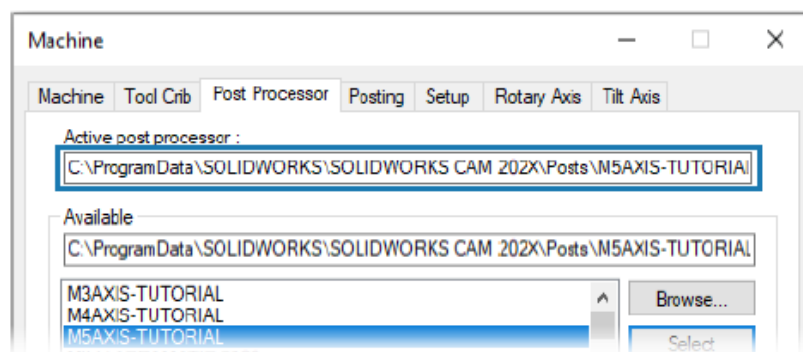 Machine
Machine Tool Crib Post Processor Posting Setup Rotary Axis Tilt Axis
Active post processor :
C:\ProgramData\SOLIDWORKS\SOLIDWORKS CAM 202X\Posts\M5AXIS-TUTORIAL
Available
C:\ProgramData\SOLIDWORKS\SOLIDWORKS CAM 202X\Posts\M5AXIS-TUTORIAL
M3AXIS-TUTORIAL
Browse...
M4AXIS-TUTORIAL
M5AXIS-TUTORIAL
Select